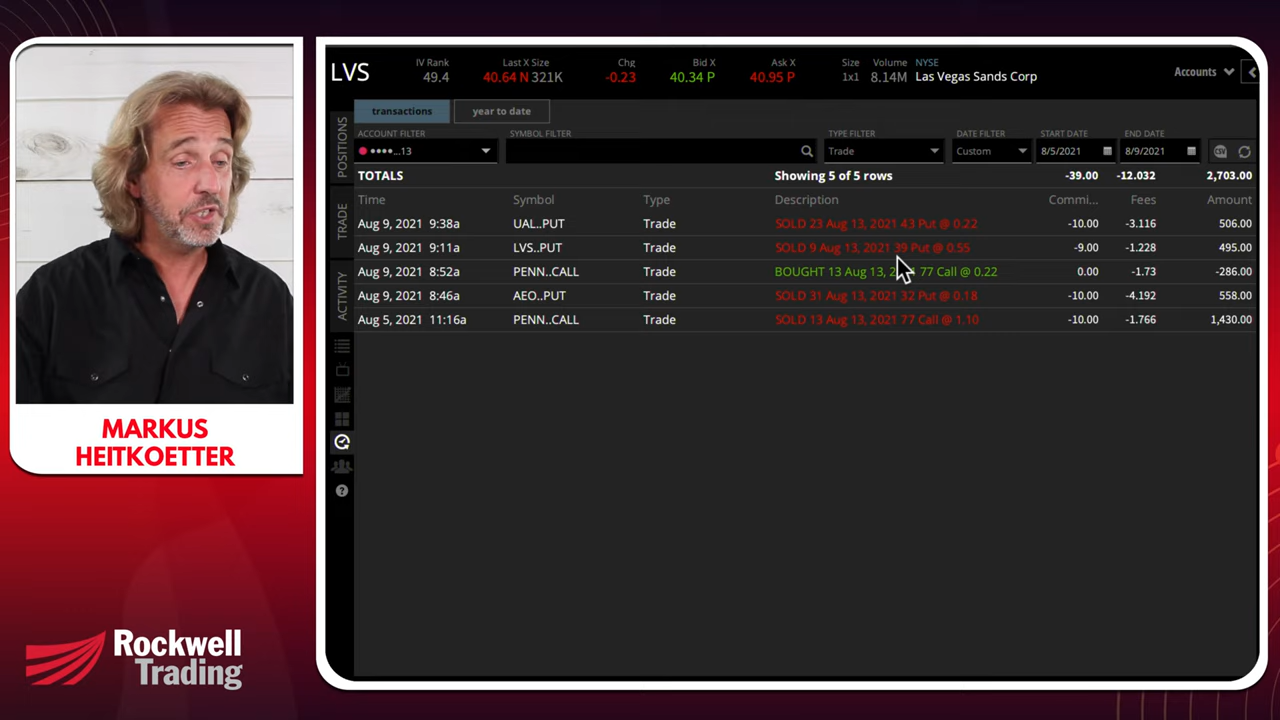 LVS
IV Rank
49.4
Last X Size
40.64 N 321K
Chg
-0.23
Bid X
40.34 P
Ask X
40.95 P
Size
1x1
Volume
8.14M
NYSE
Las Vegas Sands Corp
Accounts
transactions
year to date
ACCOUNT FILTER
SYMBOL FILTER
TYPE FILTER
DATE FILTER
START DATE
END DATE
••••...13
Trade
Custom
8/5/2021
8/9/2021
CSV
POSITIONS
TRADE
ACTIVITY
TOTALS Showing 5 of 5 rows -39.00 -12.032 2,703.00
Time Symbol Type Description Commi... Fees Amount
Aug 9, 2021 9:38a UAL..PUT Trade SOLD 23 Aug 13, 2021 43 Put @ 0.22 -10.00 -3.116 506.00
Aug 9, 2021 9:11a LVS..PUT Trade SOLD 9 Aug 13, 2021 39 Put @ 0.55 -9.00 -1.228 495.00
Aug 9, 2021 8:52a PENN..CALL Trade BOUGHT 13 Aug 13, 77 Call @ 0.22 0.00 -1.73 -286.00
Aug 9, 2021 8:46a AEO..PUT Trade SOLD 31 Aug 13, 2021 32 Put @ 0.18 -10.00 -4.192 558.00
Aug 5, 2021 11:16a PENN..CALL Trade SOLD 13 Aug 13, 2021 77 Call @ 1.10 -10.00 -1.766 1,430.00
MARKUS
HEITKOETTER
Rockwell
Trading